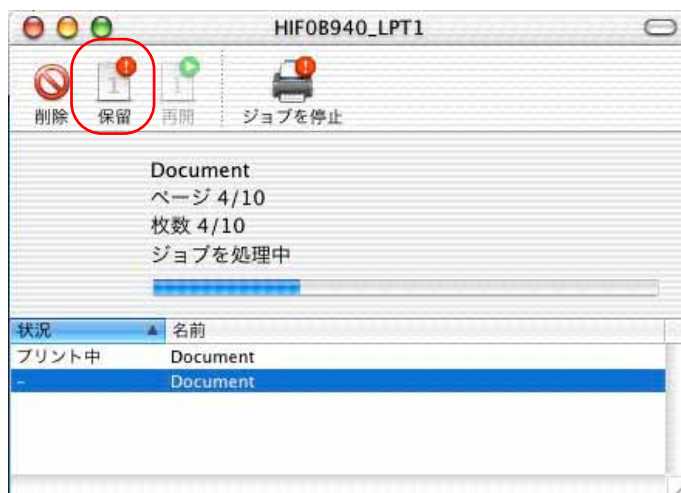 HIF0B940_LPT1
削除 保留 再開 ジョブを停止
Document
ページ 4/10
枚数 4/10
ジョブを処理中
状況 名前
プリント中 Document
– Document